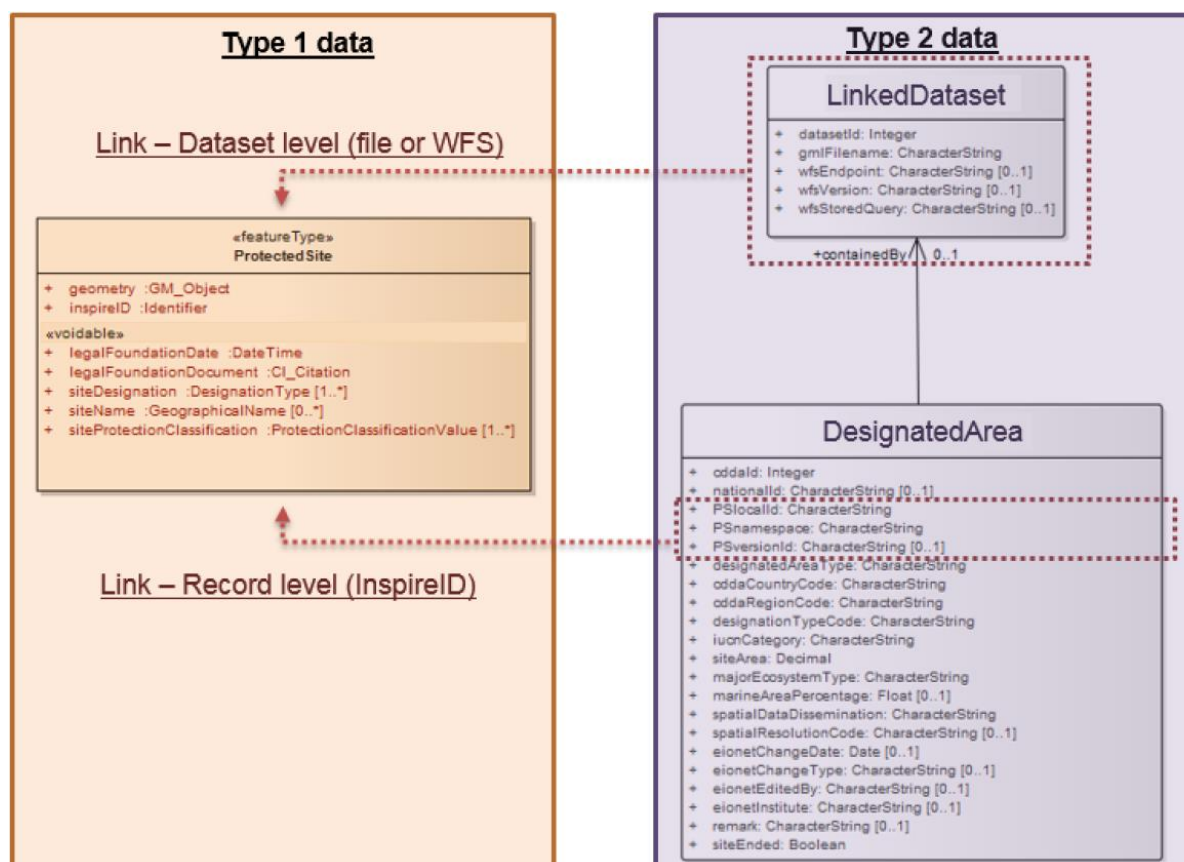 Type 1 data
Link – Dataset level (file or WFS)
«featureType»
ProtectedSite
+ geometry :GM_Object
+ inspireID :Identifier
«voidable»
+ legalFoundationDate :DateTime
+ legalFoundationDocument :CI_Citation
+ siteDesignation :DesignationType [1..*]
+ siteName :GeographicalName [0..*]
+ siteProtectionClassification :ProtectionClassificationValue [1..*]
Link – Record level (InspireID)
Type 2 data
LinkedDataset
+ datasetId: Integer
+ gmlFilename: CharacterString
+ wfsEndpoint: CharacterString [0..1]
+ wfsVersion: CharacterString [0..1]
+ wfsStoredQuery: CharacterString [0..1]
+containedBy 0..1
DesignatedArea
+ cddaId: Integer
+ nationalId: CharacterString [0..1]
+ PSlocalId: CharacterString
+ PSnamespace: CharacterString
+ PSversionId: CharacterString [0..1]
+ designatedAreaType: CharacterString
+ cddaCountryCode: CharacterString
+ cddaRegionCode: CharacterString
+ designationTypeCode: CharacterString
+ iucnCategory: CharacterString
+ siteArea: Decimal
+ majorEcosystemType: CharacterString
+ marineAreaPercentage: Float [0..1]
+ spatialDataDissemination: CharacterString
+ spatialResolutionCode: CharacterString [0..1]
+ eionetChangeDate: Date [0..1]
+ eionetChangeType: CharacterString [0..1]
+ eionetEditedBy: CharacterString [0..1]
+ eionetInstitute: CharacterString [0..1]
+ remark: CharacterString [0..1]
+ siteEnded: Boolean